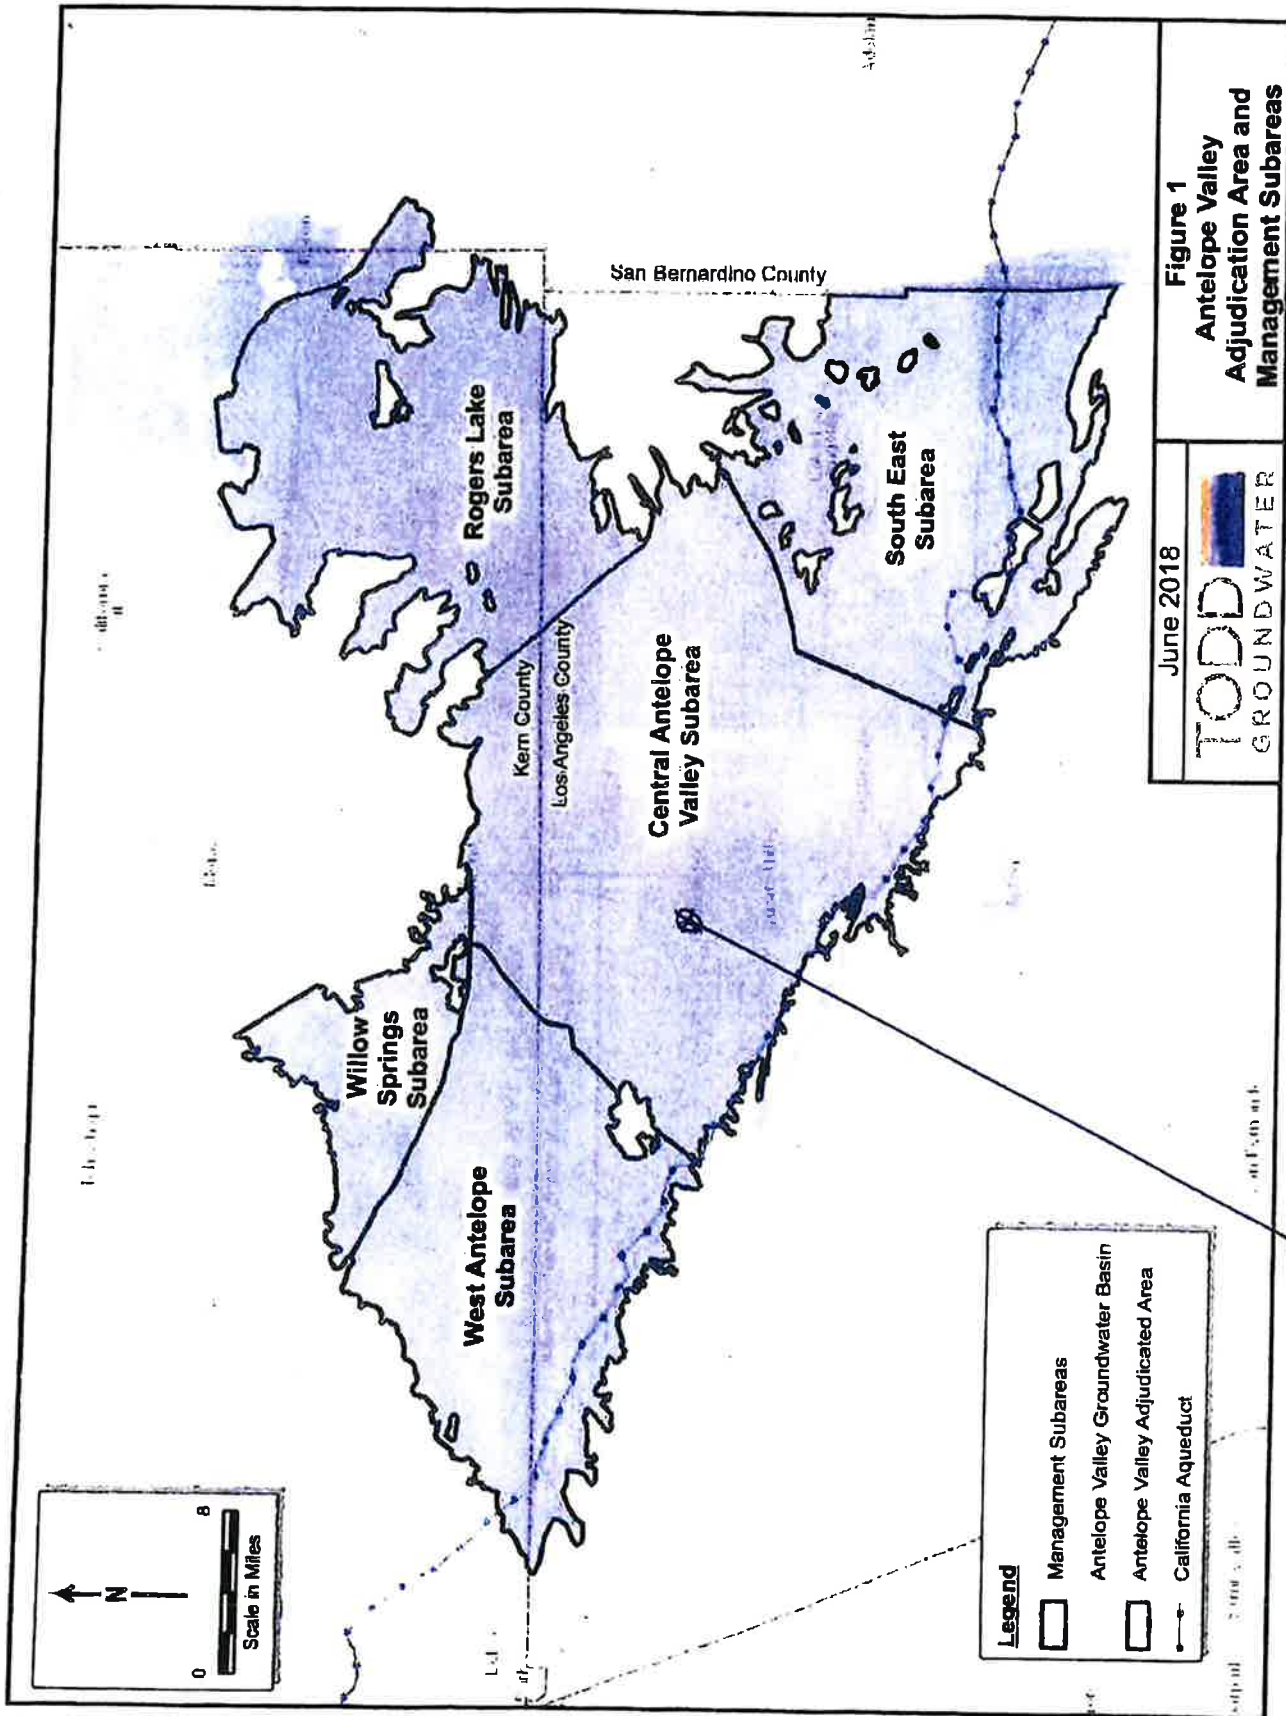 N
0 8
Scale in Miles
San Bernardino County
Rogers Lake
Subarea
Kern County
Los Angeles County
Willow
Springs
Subarea
West Antelope
Subarea
Central Antelope
Valley Subarea
South East
Subarea
Legend
Management Subareas
Antelope Valley Groundwater Basin
Antelope Valley Adjudicated Area
California Aqueduct
June 2018
TODD
GROUNDWATER
Figure 1
Antelope Valley
Adjudication Area and
Management Subareas